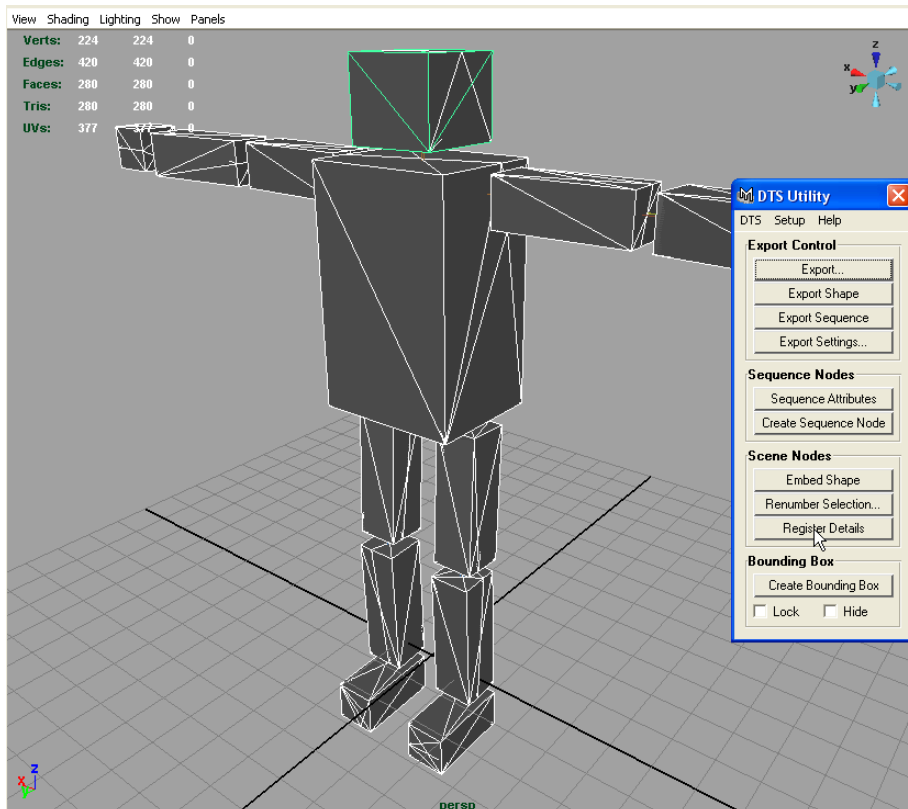 View Shading Lighting Show Panels
Verts: 224 224 0
Edges: 420 420 0
Faces: 280 280 0
Tris: 280 280 0
UVs: 377 377 0
z
x
y
DTS Utility
DTS Setup Help
Export Control
Export...
Export Shape
Export Sequence
Export Settings...
Sequence Nodes
Sequence Attributes
Create Sequence Node
Scene Nodes
Embed Shape
Renumber Selection...
Register Details
Bounding Box
Create Bounding Box
Lock Hide
z
x
y
persp